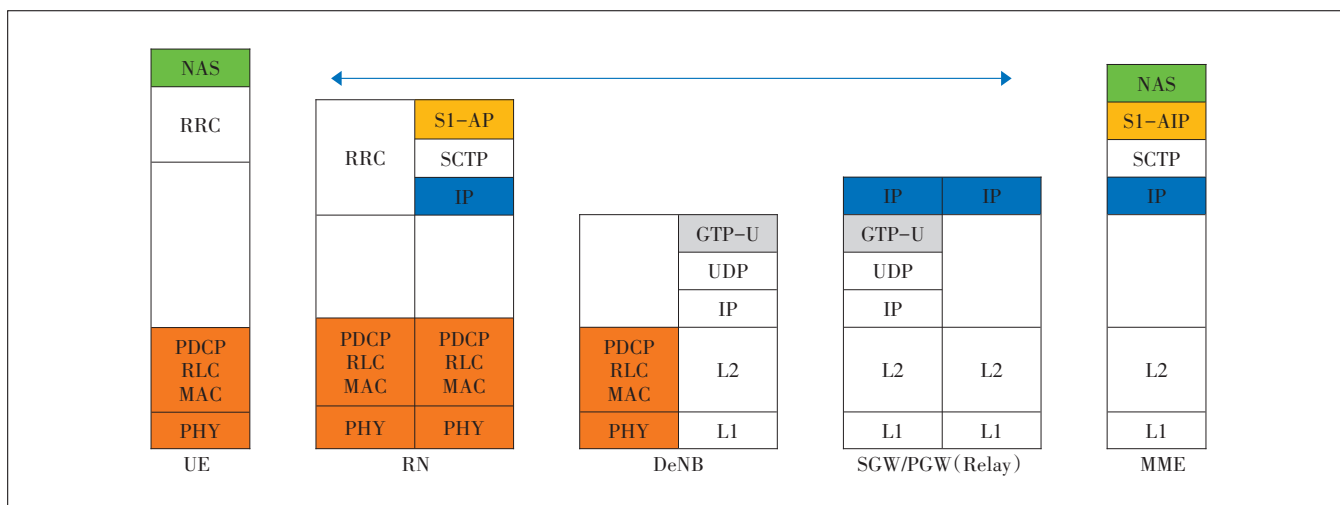 NAS
RRC
PDCP
RLC
MAC
PHY
UE
RRC
PDCP
RLC
MAC
PHY
S1-AP
SCTP
IP
PDCP
RLC
MAC
PHY
RN
PDCP
RLC
MAC
PHY
GTP-U
UDP
IP
L2
L1
DeNB
IP
GTP-U
UDP
IP
L2
L1
IP
L2
L1
SGW/PGW(Relay)
NAS
S1-AIP
SCTP
IP
L2
L1
MME